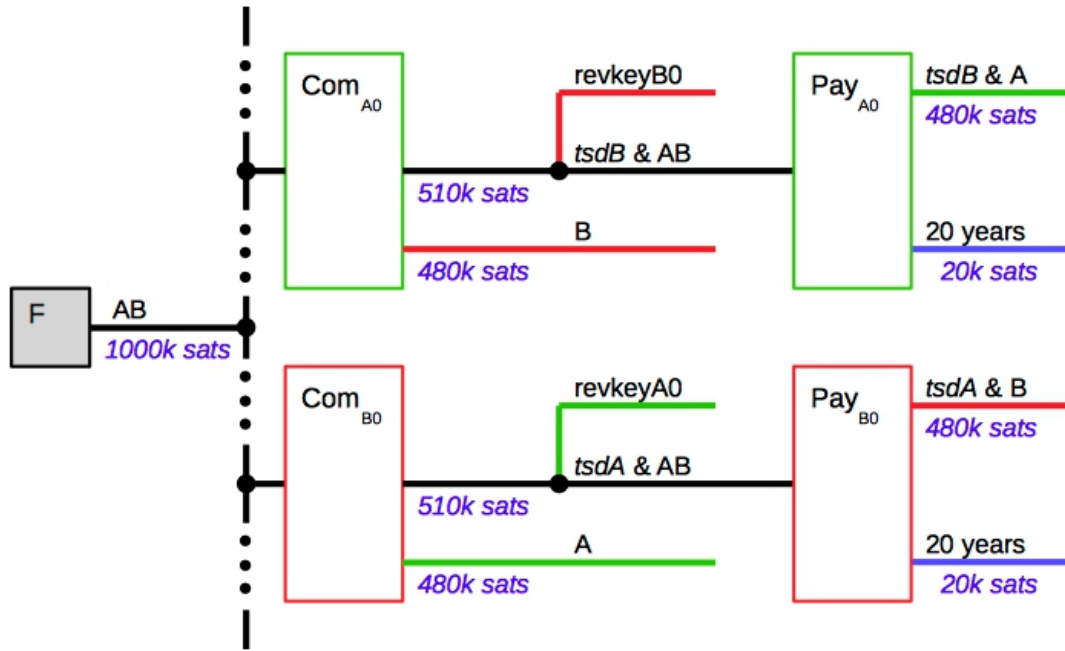 Com
A0
revkeyB0
tsdB & AB
510k sats
B
480k sats
Pay
A0
tsdB & A
480k sats
20 years
20k sats
F
AB
1000k sats
Com
B0
revkeyA0
tsdA & AB
510k sats
A
480k sats
Pay
B0
tsdA & B
480k sats
20 years
20k sats